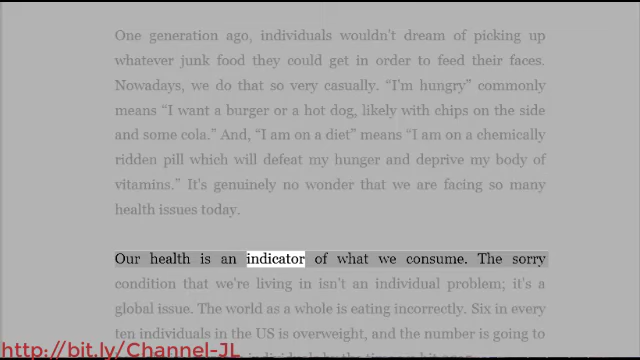 One generation ago, individuals wouldn't dream of picking up
whatever junk food they could get in order to feed their faces.
Nowadays, we do that so very casually. “I'm hungry” commonly
means “I want a burger or a hot dog, likely with chips on the side
and some cola.” And, “I am on a diet” means “I am on a chemically
ridden pill which will defeat my hunger and deprive my body of
vitamins.” It's genuinely no wonder that we are facing so many
health issues today.
Our health is an indicator of what we consume. The sorry
condition that we're living in isn't an individual problem; it's a
global issue. The world as a whole is eating incorrectly. Six in every
ten individuals in the US is overweight, and the number is going to
http://bit.ly/Channel-JL